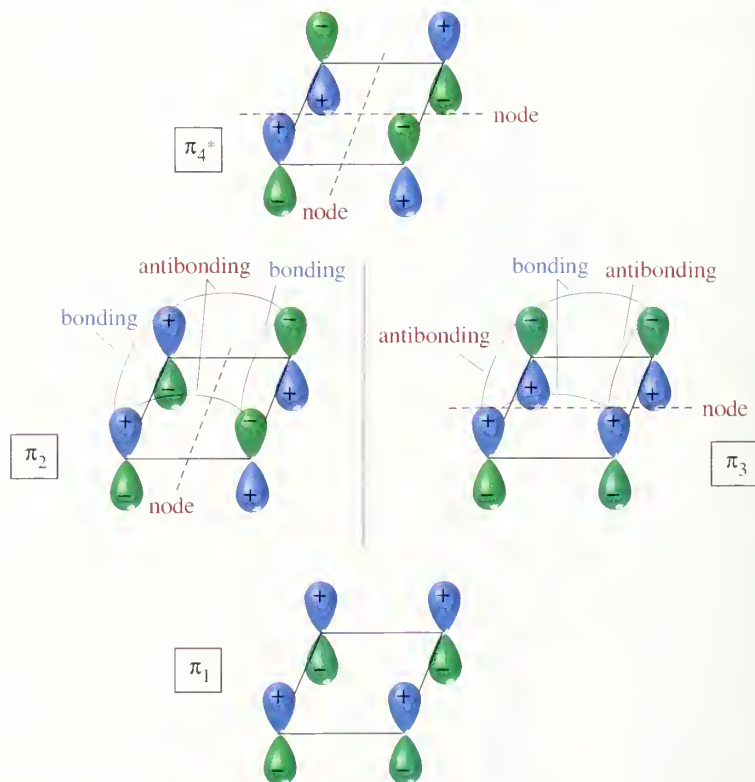 − +
+ −
+ − node
π4*
− +
node
antibonding bonding bonding antibonding
bonding + − antibonding − −
− + + +
+ − + + node
π2 π3
− + − −
node
+ +
π1 − −
+ +
− −